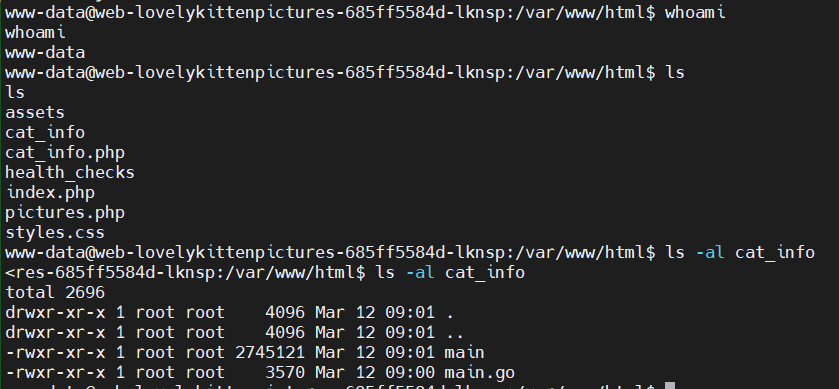 www-data@web-lovelykittenpictures-685ff5584d-lknsp:/var/www/html$ whoami
whoami
www-data
www-data@web-lovelykittenpictures-685ff5584d-lknsp:/var/www/html$ ls
ls
assets
cat_info
cat_info.php
health_checks
index.php
pictures.php
styles.css
www-data@web-lovelykittenpictures-685ff5584d-lknsp:/var/www/html$ ls -al cat_info
<res-685ff5584d-lknsp:/var/www/html$ ls -al cat_info
total 2696
drwxr-xr-x 1 root root    4096 Mar 12 09:01 .
drwxr-xr-x 1 root root    4096 Mar 12 09:01 ..
-rwxr-xr-x 1 root root 2745121 Mar 12 09:01 main
-rwxr-xr-x 1 root root    3570 Mar 12 09:00 main.go